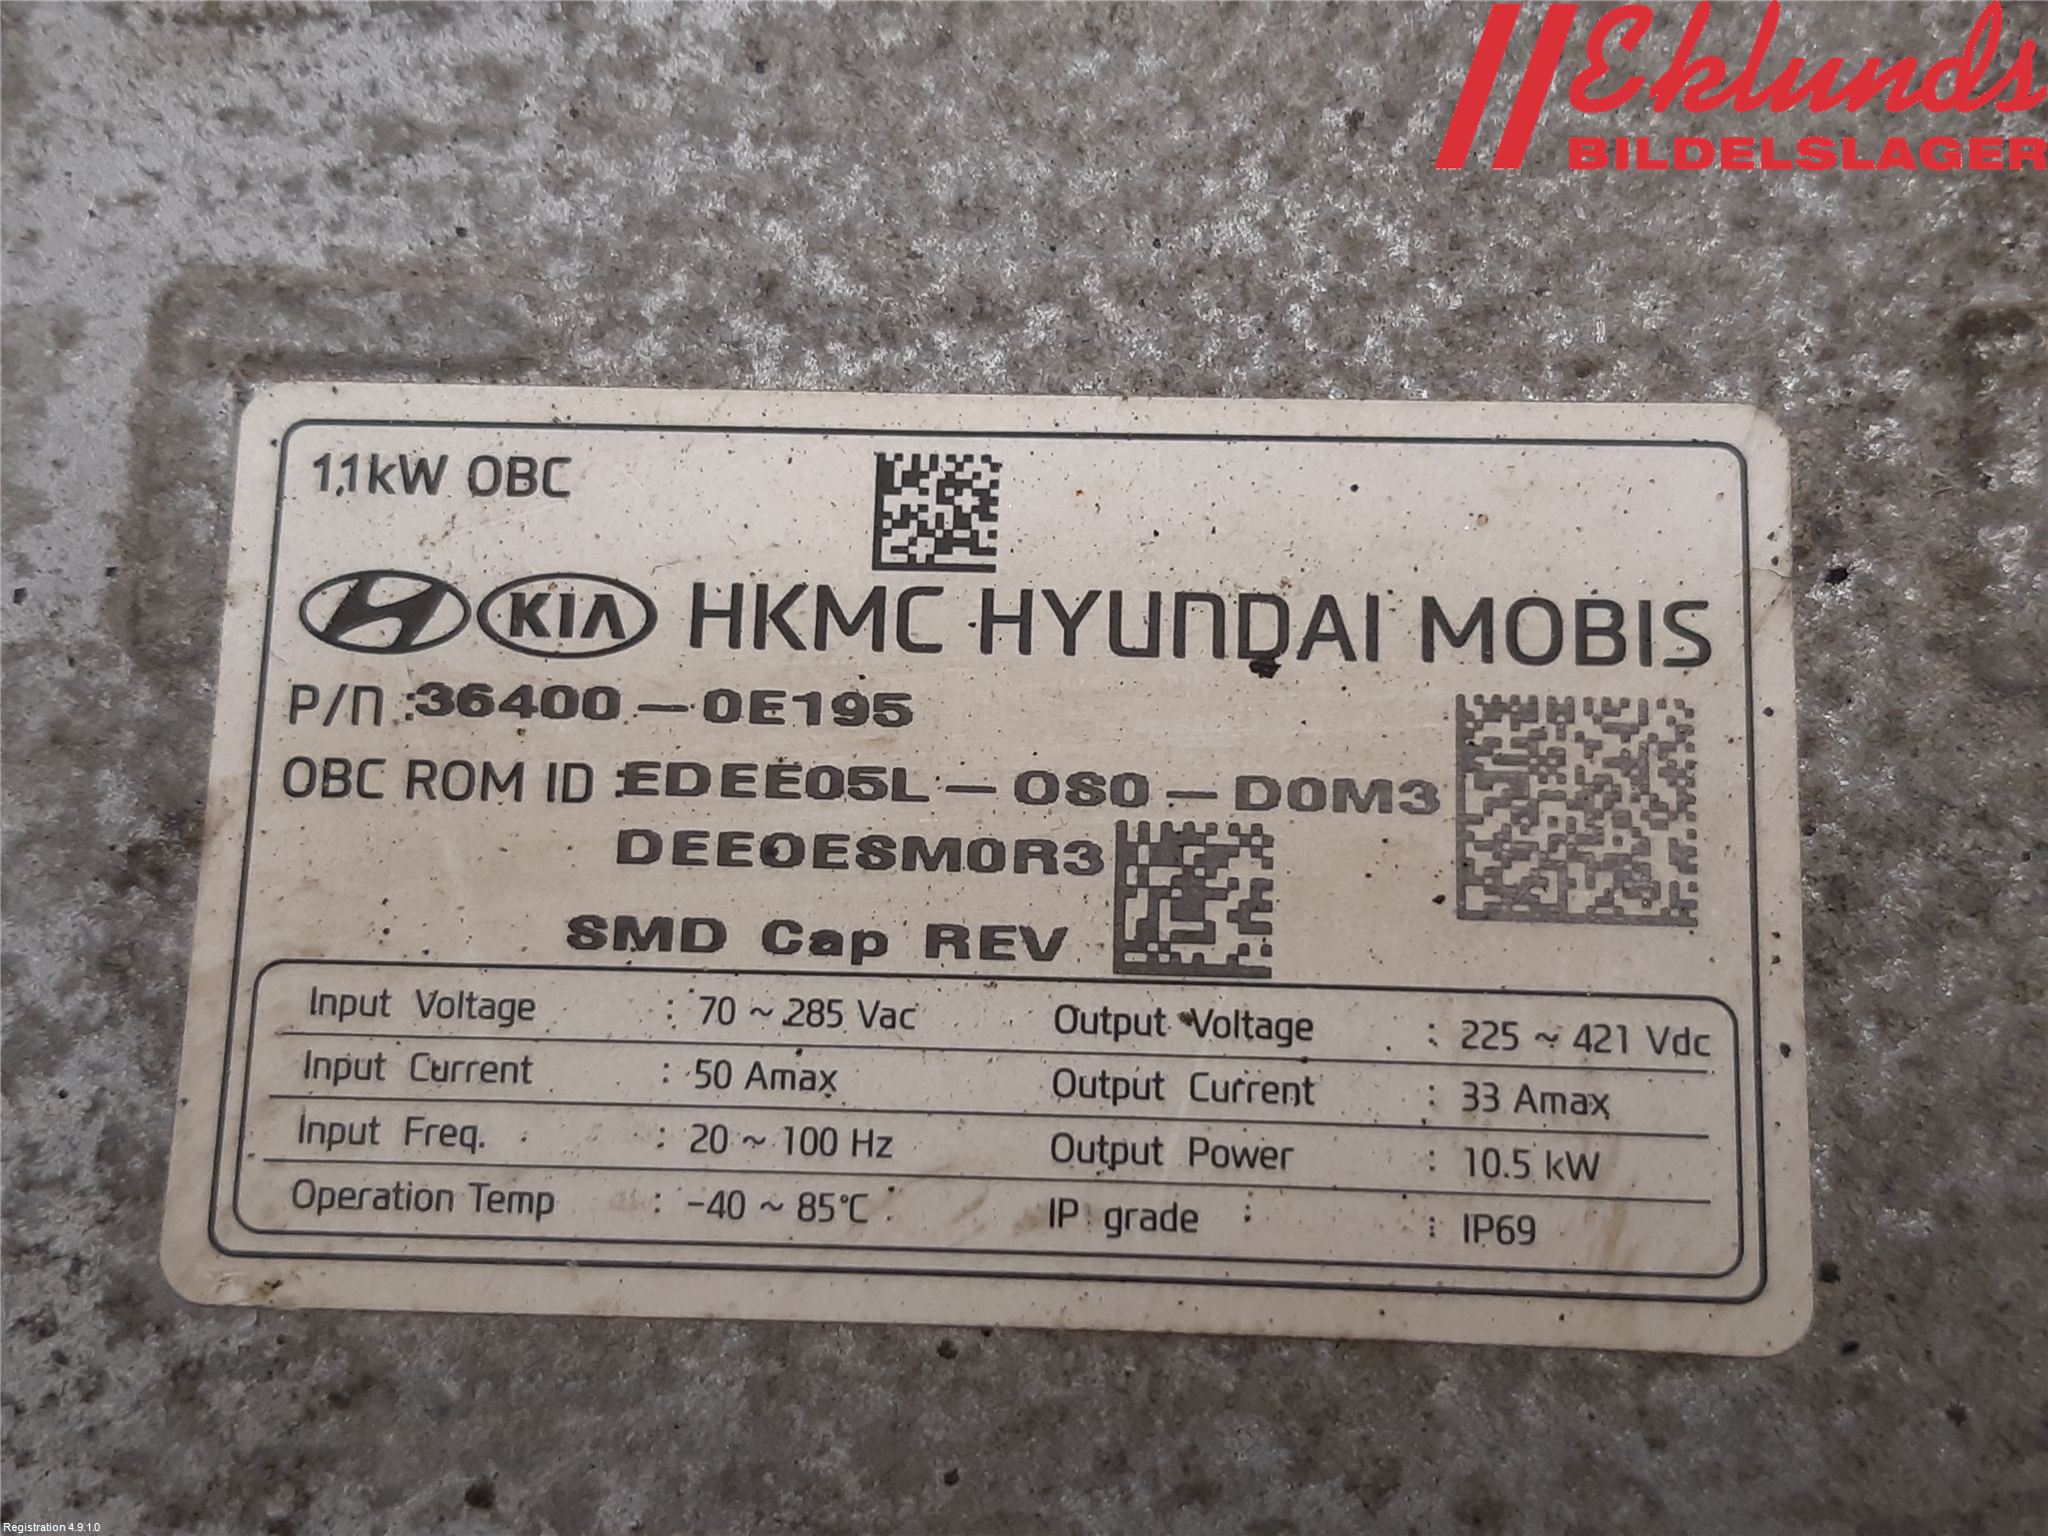 Eklunds
BILDELSLAGER
11kW OBC
KIA HKMC HYUNDAI MOBIS
P/N :36400-0E195
OBC ROM ID :EDEE05L-OS0-D0M3
DEE0ESM0R3
SMD Cap REV
Input Voltage : 70 ~ 285 Vac Output Voltage : 225 ~ 421 Vdc
Input Current : 50 Amax Output Current : 33 Amax
Input Freq. : 20 ~ 100 Hz Output Power : 10.5 kW
Operation Temp : -40 ~ 85℃ IP grade : IP69
Registration 4.9.1.0